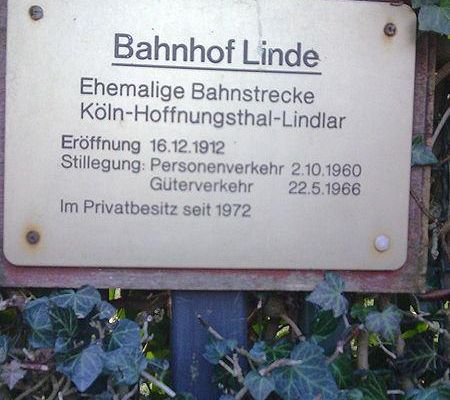 Bahnhof Linde
Ehemalige Bahnstrecke
Köln-Hoffnungsthal-Lindlar
Eröffnung 16.12.1912
Stillegung: Personenverkehr 2.10.1960
Güterverkehr 22.5.1966
Im Privatbesitz seit 1972